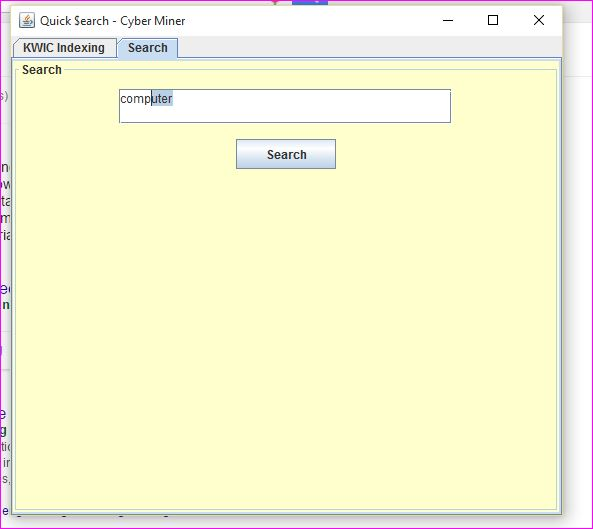 Quick Search - Cyber Miner
KWIC Indexing
Search
Search
computer
Search